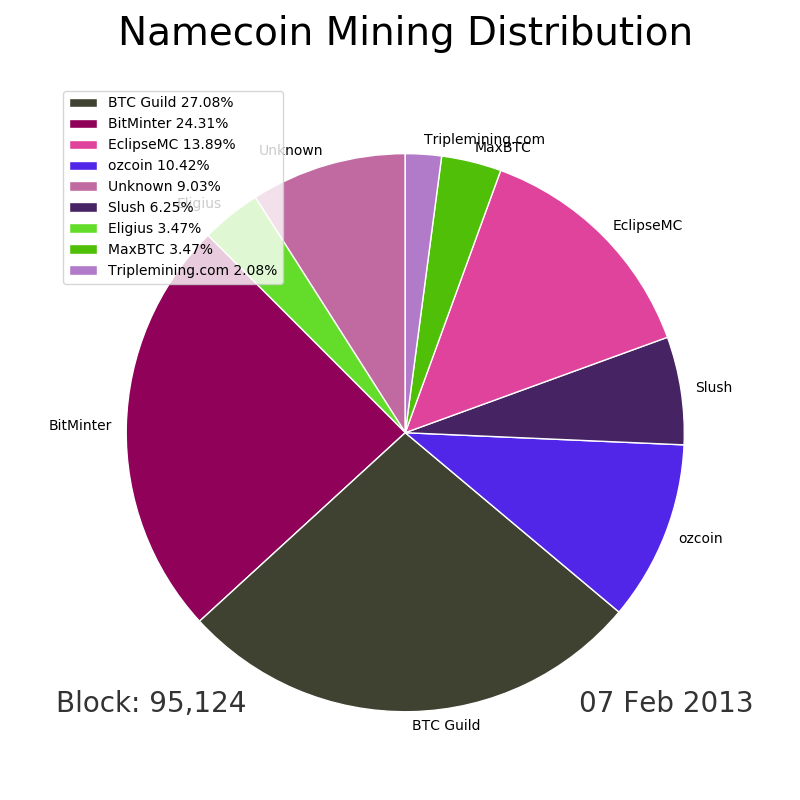 Namecoin Mining Distribution
BTC Guild 27.08%
BitMinter 24.31%
EclipseMC 13.89%
ozcoin 10.42%
Unknown 9.03%
Slush 6.25%
Eligius 3.47%
MaxBTC 3.47%
Triplemining.com 2.08%
Triplemining.com
MaxBTC
Unknown
Eligius
EclipseMC
Slush
BitMinter
ozcoin
BTC Guild
Block: 95,124
07 Feb 2013